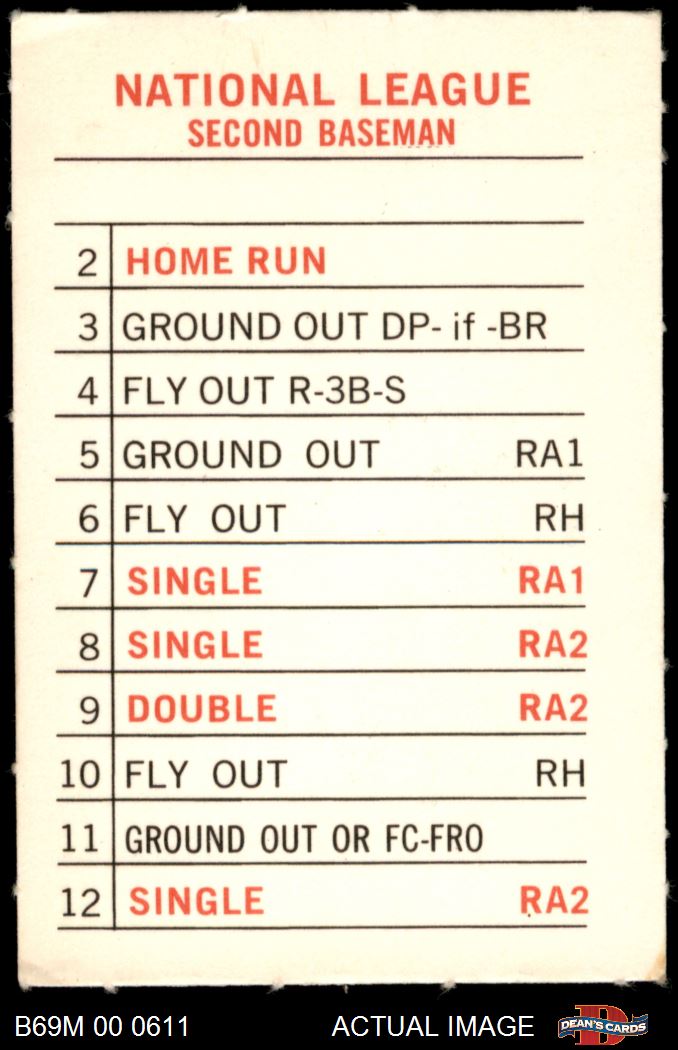 NATIONAL LEAGUE
SECOND BASEMAN
2 HOME RUN
3 GROUND OUT DP- if -BR
4 FLY OUT R-3B-S
5 GROUND OUT RA1
6 FLY OUT RH
7 SINGLE RA1
8 SINGLE RA2
9 DOUBLE RA2
10 FLY OUT RH
11 GROUND OUT OR FC-FRO
12 SINGLE RA2
B69M 00 0611 ACTUAL IMAGE D DEAN'S CARDS